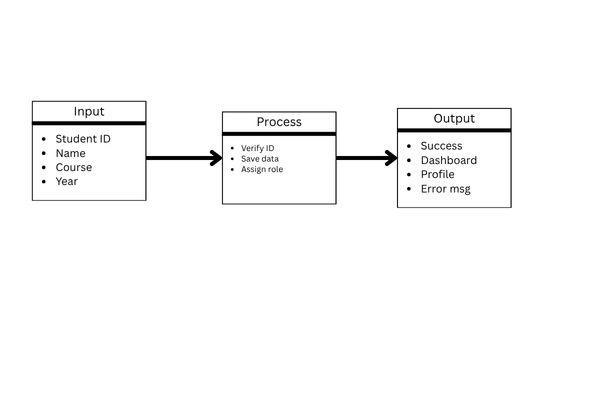 Input
• Student ID
• Name
• Course
• Year
Process
• Verify ID
• Save data
• Assign role
Output
• Success
• Dashboard
• Profile
• Error msg